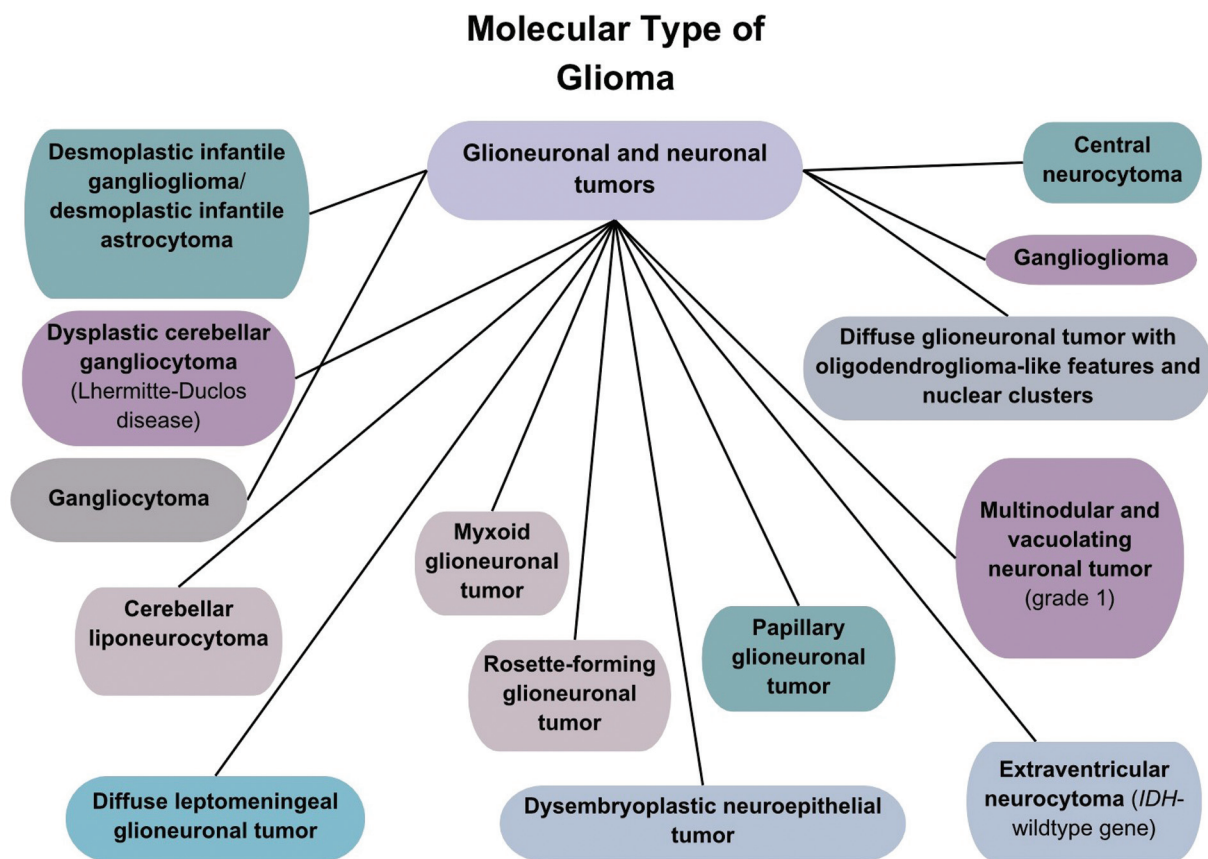 Molecular Type of
Glioma
Glioneuronal and neuronal
tumors
Desmoplastic infantile
ganglioglioma/
desmoplastic infantile
astrocytoma
Dysplastic cerebellar
gangliocytoma
(Lhermitte-Duclos
disease)
Gangliocytoma
Cerebellar
liponeurocytoma
Diffuse leptomeningeal
glioneuronal tumor
Myxoid
glioneuronal
tumor
Rosette-forming
glioneuronal
tumor
Dysembryoplastic neuroepithelial
tumor
Papillary
glioneuronal
tumor
Extraventricular
neurocytoma (IDH-
wildtype gene)
Multinodular and
vacuolating
neuronal tumor
(grade 1)
Diffuse glioneuronal tumor with
oligodendroglioma-like features and
nuclear clusters
Ganglioglioma
Central
neurocytoma